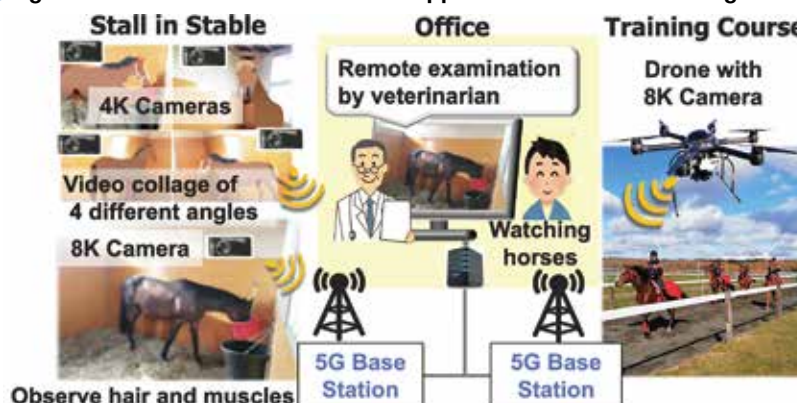 Stall in Stable
4K Cameras
Video collage of
4 different angles
8K Camera
Observe hair and muscles
Office
Remote examination
by veterinarian
Watching
horses
5G Base
Station
5G Base
Station
Training Course
Drone with
8K Camera